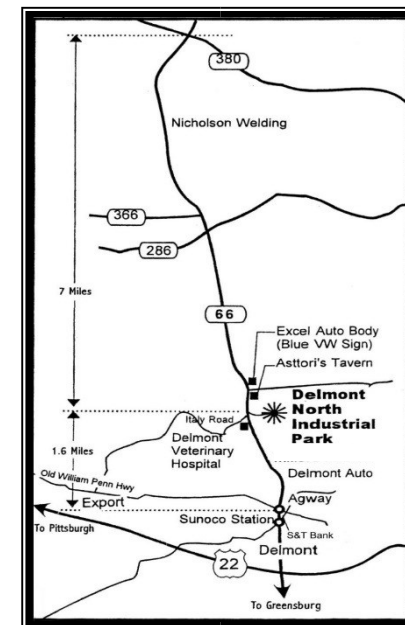 380
Nicholson Welding
366
286
7 Miles
66
Excel Auto Body
(Blue VW Sign)
Asttori's Tavern
Delmont
North
Industrial
Park
Italy Road
Delmont
Veterinary
Hospital
1.6 Miles
Delmont Auto
Old William Penn Hwy
Export
Agway
Sunoco Station
S&T Bank
To Pittsburgh
Delmont
22
To Greensburg